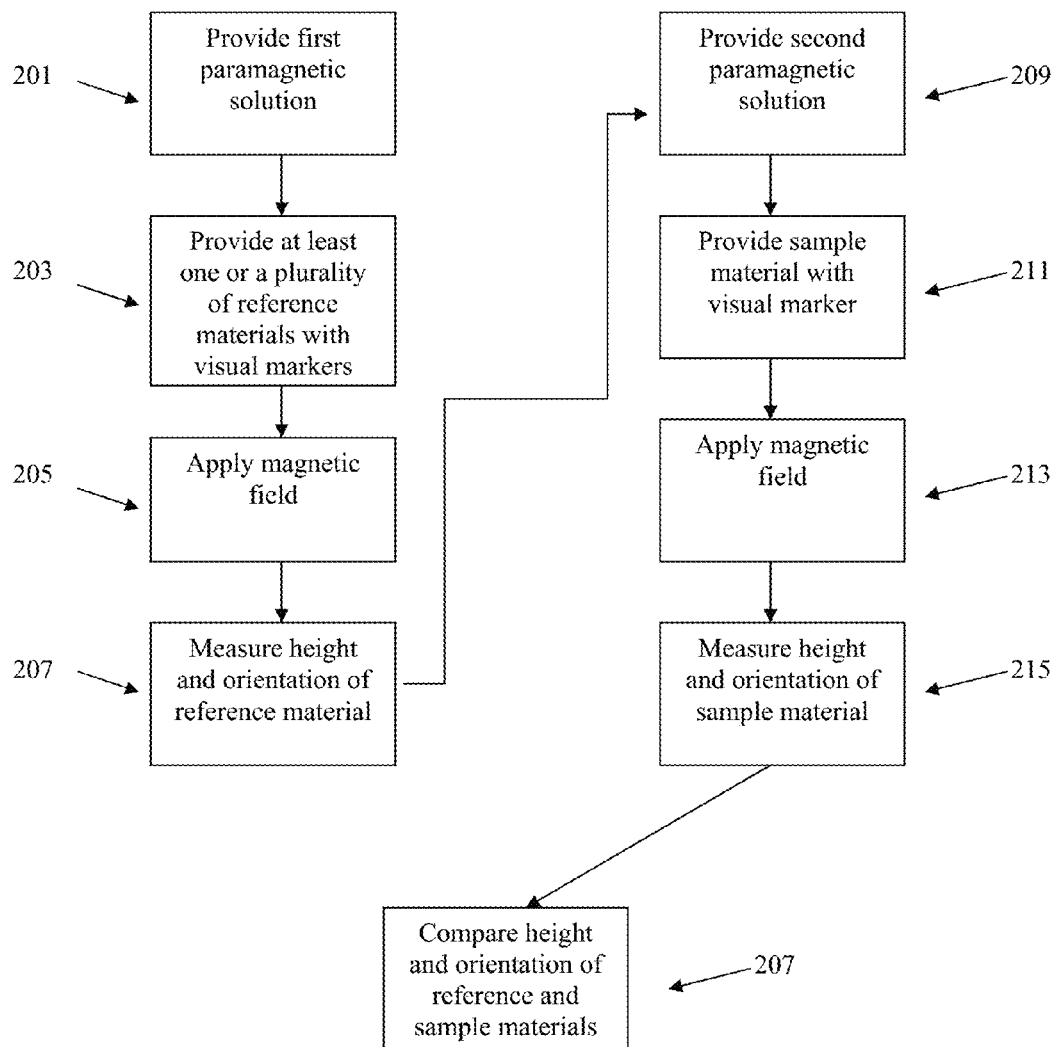 201
Provide first
paramagnetic
solution
203
Provide at least
one or a plurality
of reference
materials with
visual markers
205
Apply magnetic
field
207
Measure height
and orientation of
reference material
Provide second
paramagnetic
solution
209
Provide sample
material with
visual marker
211
Apply magnetic
field
213
Measure height
and orientation of
sample material
215
Compare height
and orientation of
reference and
sample materials
207